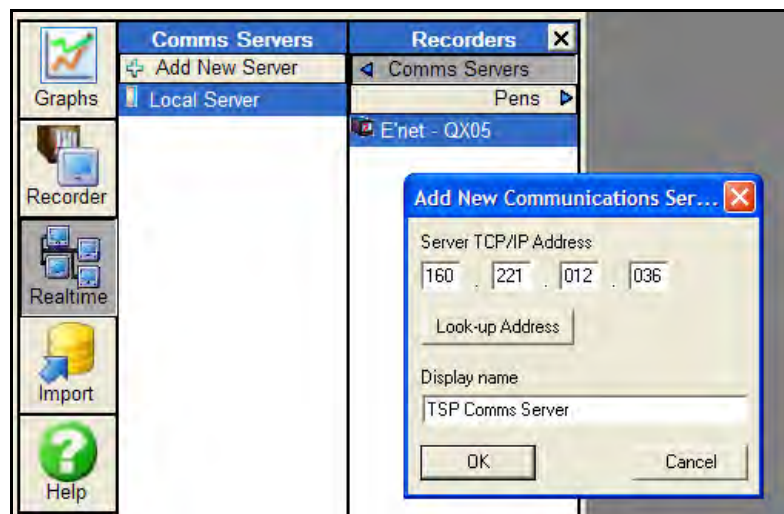 Graphs
Recorder
Realtime
Import
Help
Comms Servers
Add New Server
Local Server
Recorders
Comms Servers
Pens
E'net - QX05
Add New Communications Ser...
Server TCP/IP Address
160 . 221 . 012 . 036
Look-up Address
Display name
TSP Comms Server
OK Cancel